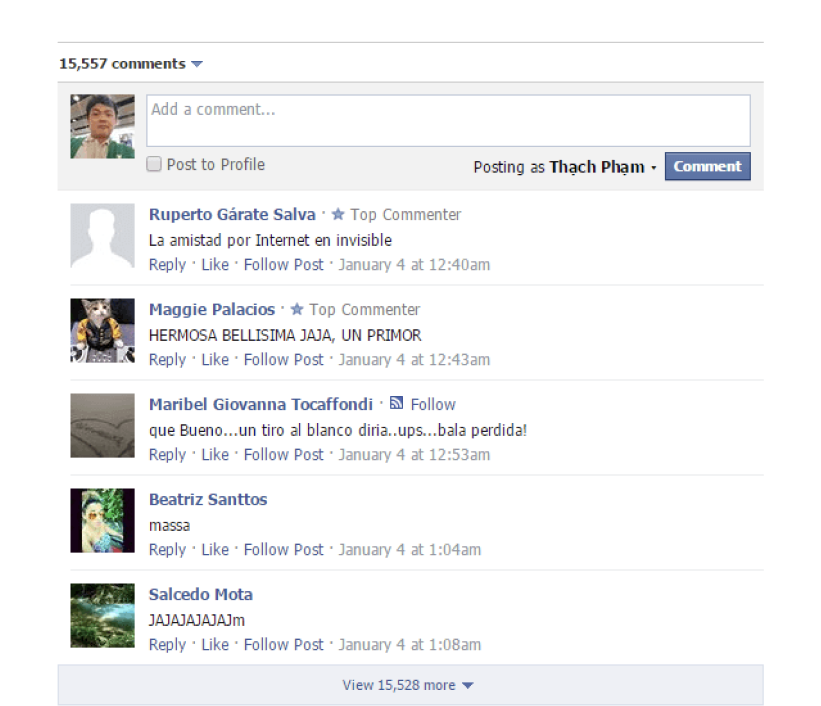 15,557 comments
Add a comment...
Post to Profile
Posting as Thạch Phạm · Comment
Ruperto Gárate Salva · Top Commenter
La amistad por Internet en invisible
Reply · Like · Follow Post · January 4 at 12:40am
Maggie Palacios · Top Commenter
HERMOSA BELLISIMA JAJA, UN PRIMOR
Reply · Like · Follow Post · January 4 at 12:43am
Maribel Giovanna Tocaffondi · Follow
que Bueno...un tiro al blanco diria..ups...bala perdida!
Reply · Like · Follow Post · January 4 at 12:53am
Beatriz Santtos
massa
Reply · Like · Follow Post · January 4 at 1:04am
Salcedo Mota
JAJAJAJAJAJm
Reply · Like · Follow Post · January 4 at 1:08am
View 15,528 more